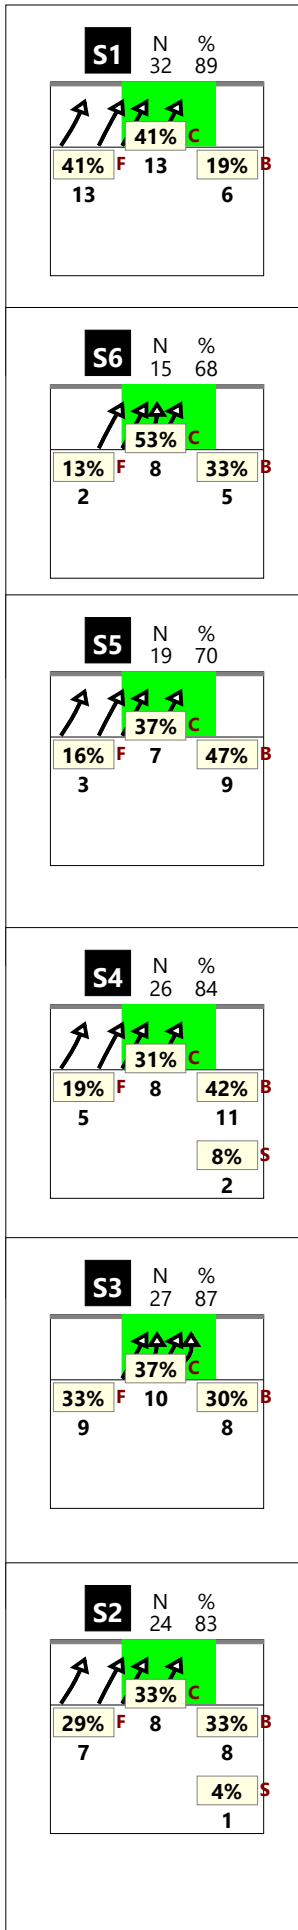 S1 N %
32 89
41% C
41% F 13 19% B
13 6
S6 N %
15 68
53% C
13% F 8 33% B
2 5
S5 N %
19 70
37% C
16% F 7 47% B
3 9
S4 N %
26 84
31% C
19% F 8 42% B
5 11
8% S
2
S3 N %
27 87
37% C
33% F 10 30% B
9 8
S2 N %
24 83
33% C
29% F 8 33% B
7 8
4% S
1